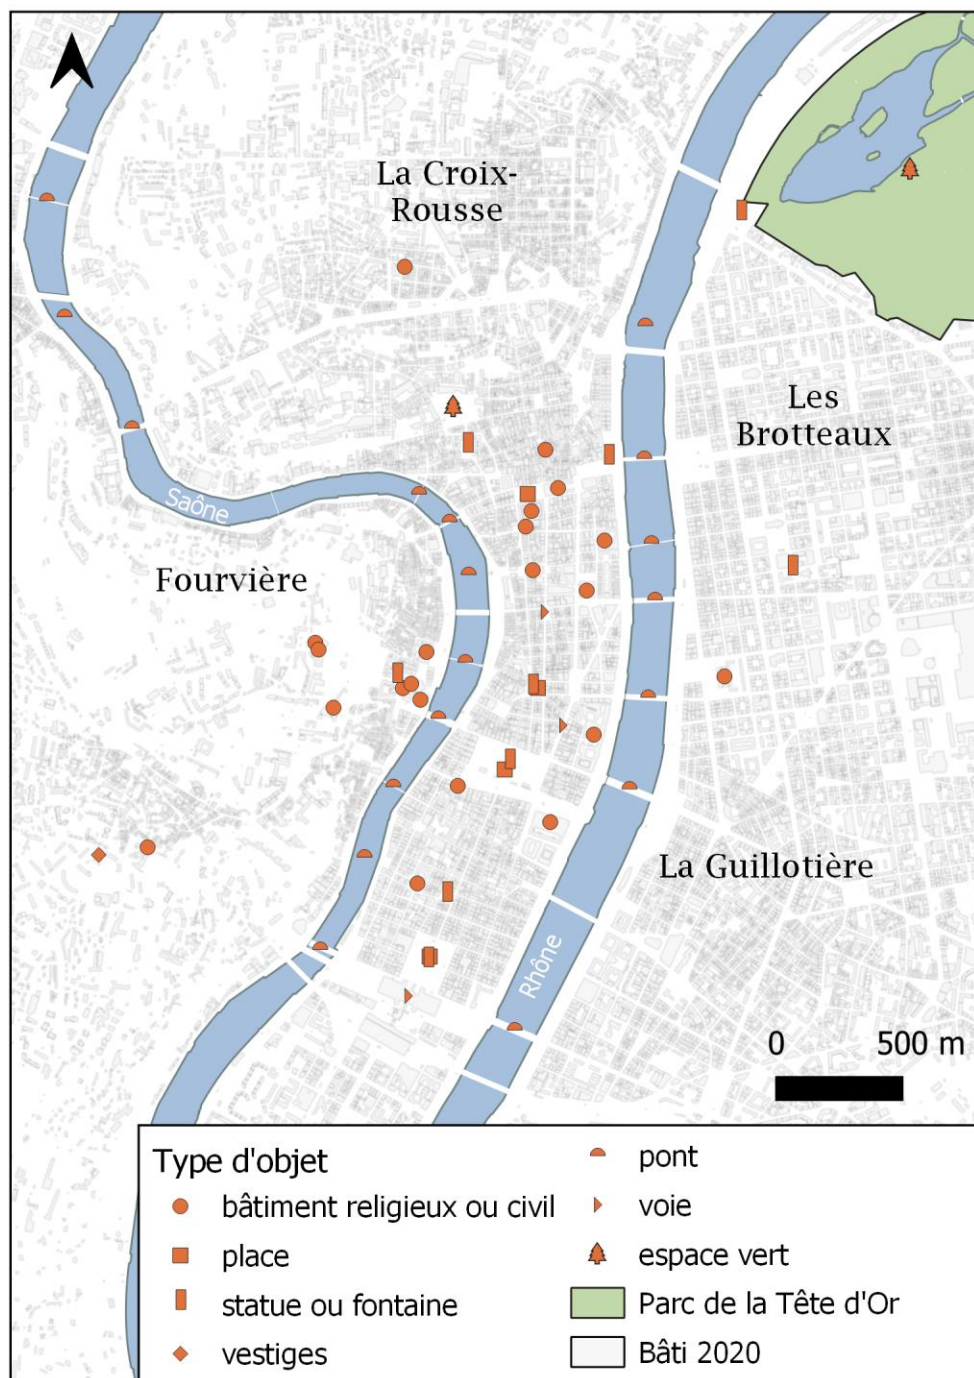 La Croix-
Rousse
Les
Brotteaux
Saône
Fourvière
La Guillotière
Rhône
0 500 m
Type d'objet
bâtiment religieux ou civil
place
statue ou fontaine
vestiges
pont
voie
espace vert
Parc de la Tête d'Or
Bâti 2020